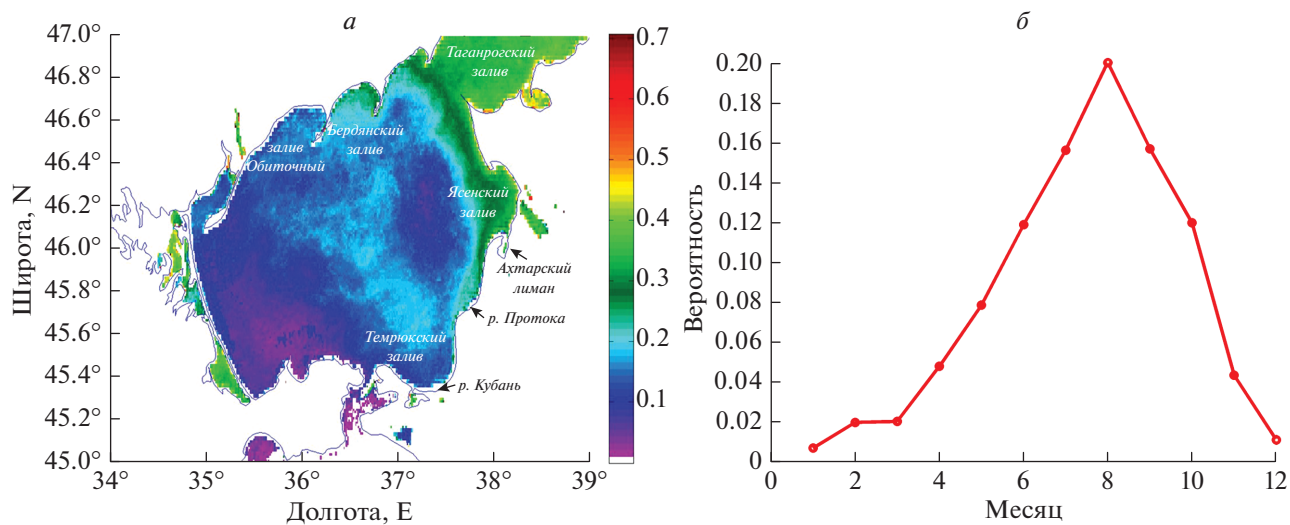 а
47.0°
46.8°
46.6°
46.4°
46.2°
46.0°
45.8°
45.6°
45.4°
45.2°
45.0°
Широта, N
34°
35°
36°
37°
38°
39°
Долгота, E
Таганрогский
залив
Бердянский
залив
залив
Обиточный
Ясенский
залив
Ахтарский
лиман
р. Протока
Темрюкский
залив
р. Кубань
0.7
0.6
0.5
0.4
0.3
0.2
0.1
б
0.20
0.18
0.16
0.14
0.12
0.10
0.08
0.06
0.04
0.02
0
Вероятность
0
2
4
6
8
10
12
Месяц